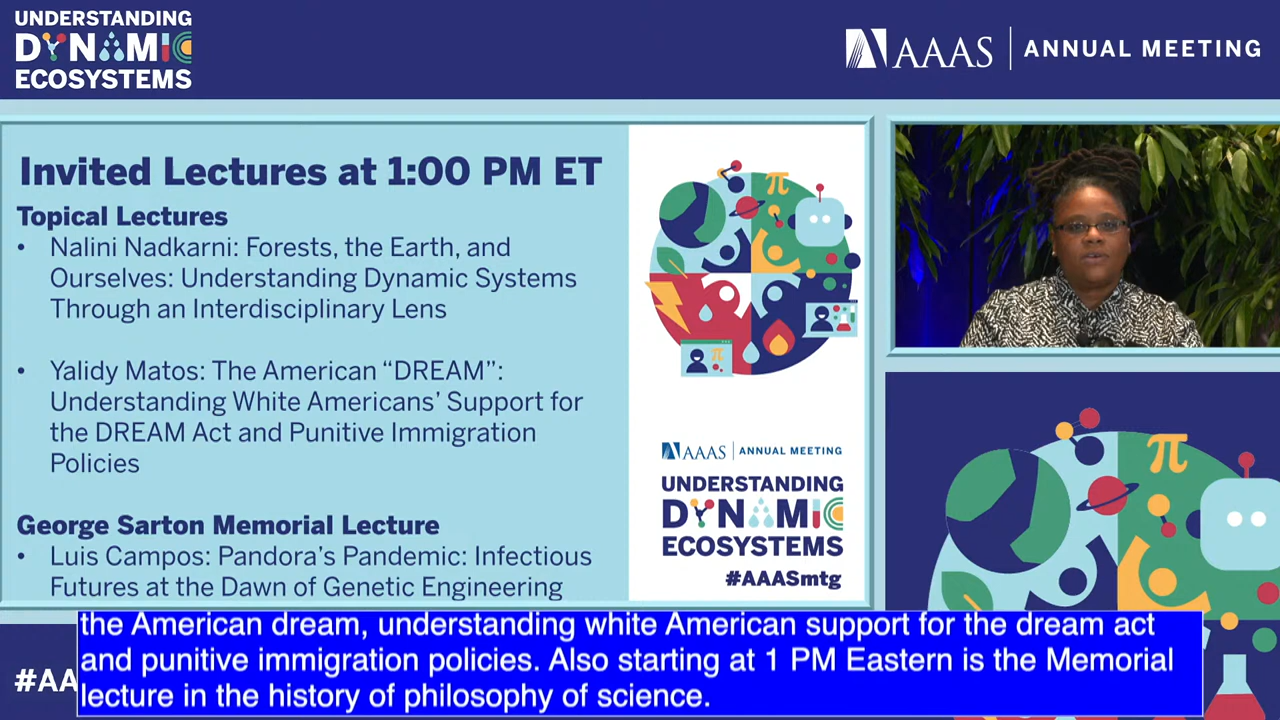 UNDERSTANDING
DYNAMIC
ECOSYSTEMS
AAAS ANNUAL MEETING
Invited Lectures at 1:00 PM ET
Topical Lectures
• Nalini Nadkarni: Forests, the Earth, and
Ourselves: Understanding Dynamic Systems
Through an Interdisciplinary Lens
• Yalidy Matos: The American “DREAM”:
Understanding White Americans’ Support for
the DREAM Act and Punitive Immigration
Policies
George Sarton Memorial Lecture
• Luis Campos: Pandora’s Pandemic: Infectious
Futures at the Dawn of Genetic Engineering
π
π
AAAS ANNUAL MEETING
UNDERSTANDING
DYNAMIC
ECOSYSTEMS
#AAASmtg
π
#AA
the American dream, understanding white American support for the dream act
and punitive immigration policies. Also starting at 1 PM Eastern is the Memorial
lecture in the history of philosophy of science.